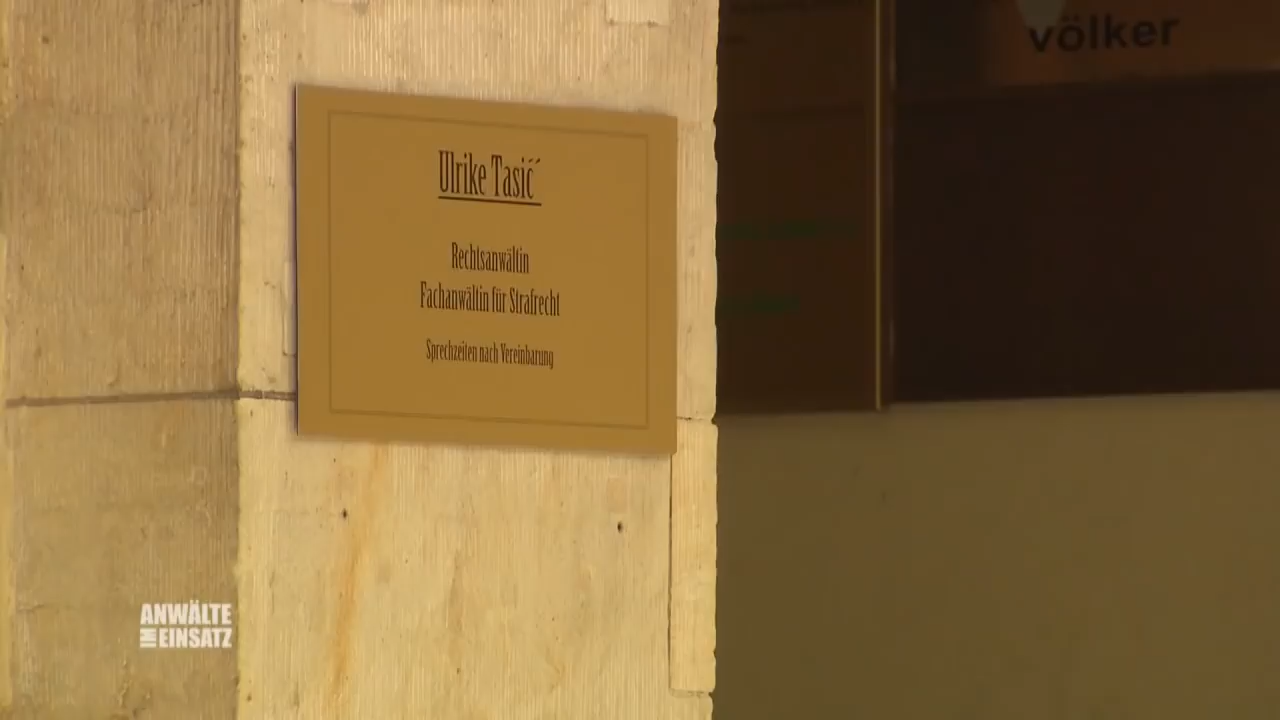 völker
Ulrike Tasić
Rechtsanwältin
Fachanwältin für Strafrecht
Sprechzeiten nach Vereinbarung
ANWÄLTE
IM EINSATZ